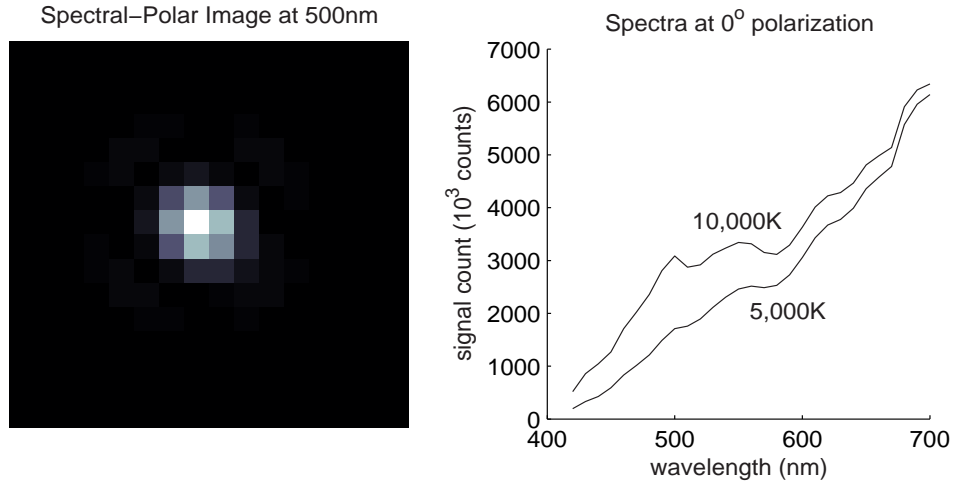 Spectral−Polar Image at 500nm
Spectra at 0° polarization
signal count (10³ counts)
7000
6000
5000
4000
3000
2000
1000
0
10,000K
5,000K
400
500
600
700
wavelength (nm)